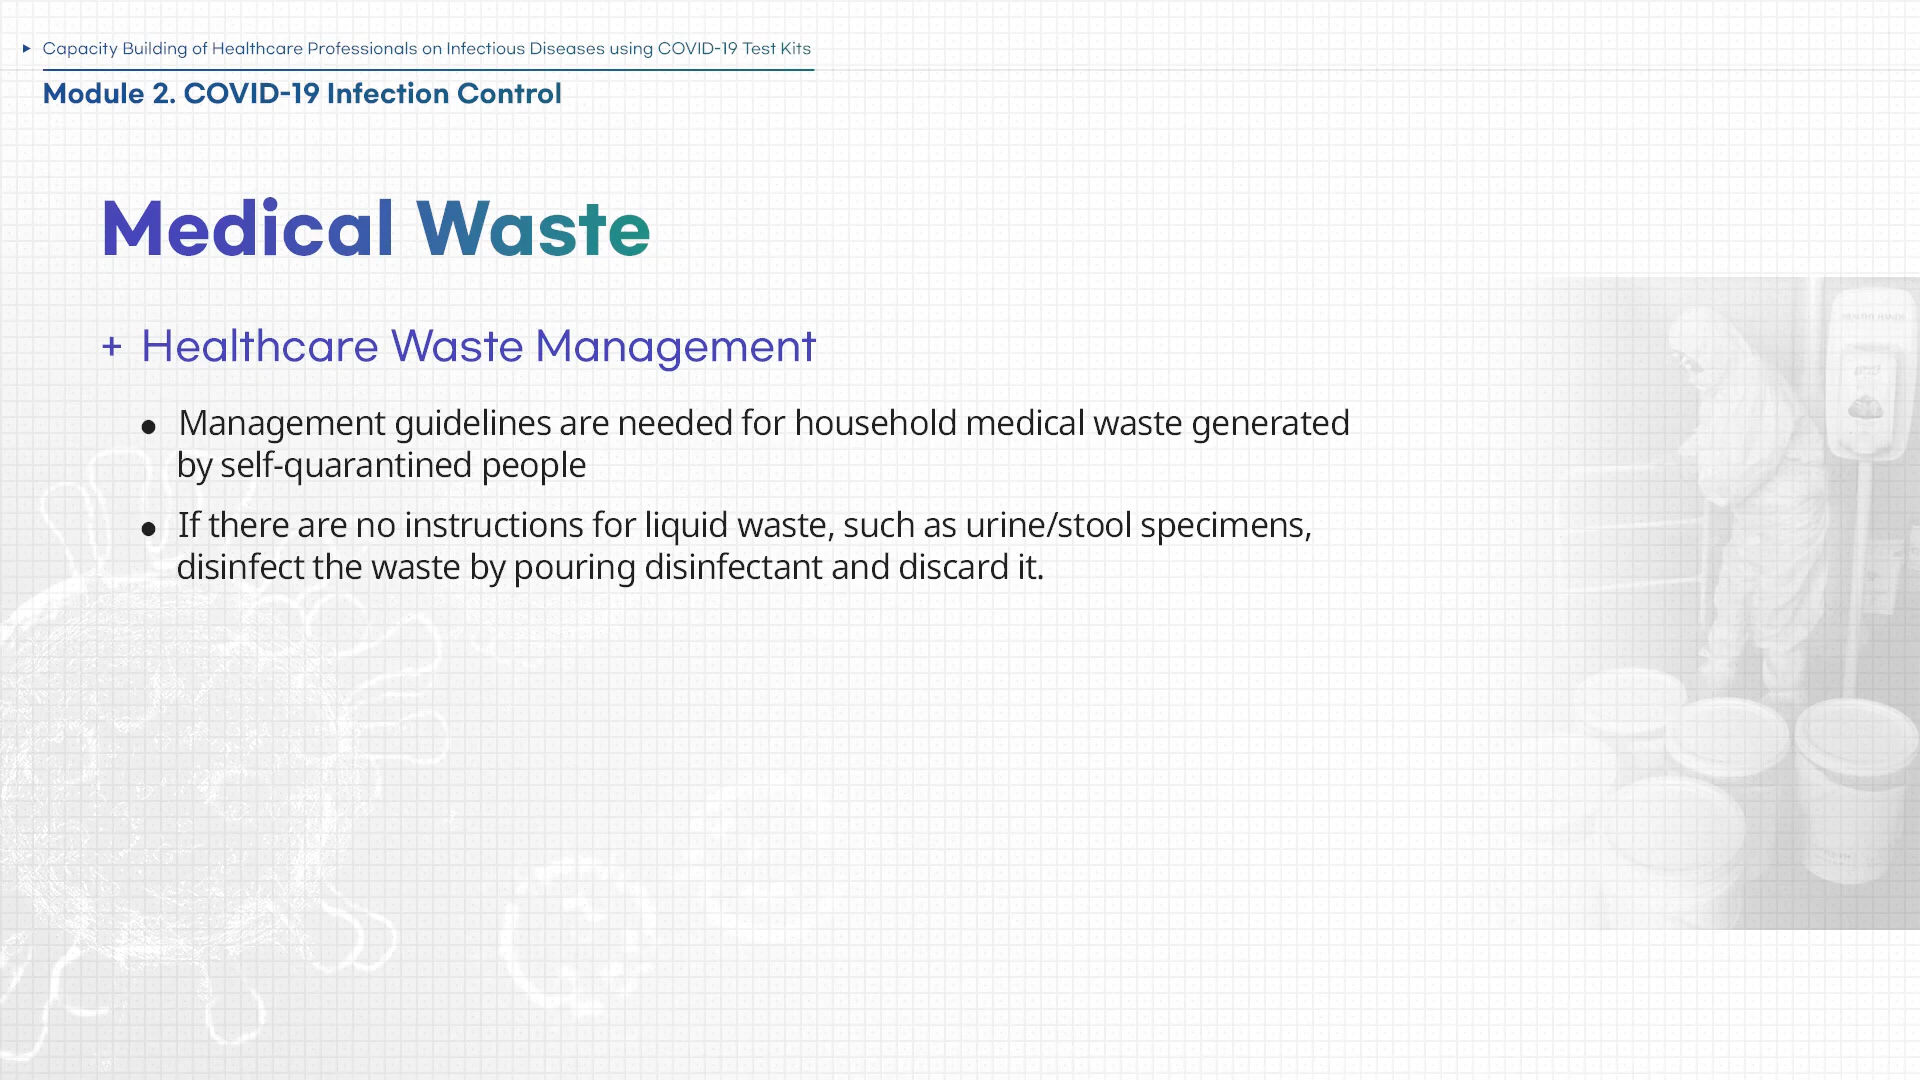 ▸ Capacity Building of Healthcare Professionals on Infectious Diseases using COVID-19 Test Kits
Module 2. COVID-19 Infection Control
Medical Waste
+ Healthcare Waste Management
● Management guidelines are needed for household medical waste generated
by self-quarantined people
● If there are no instructions for liquid waste, such as urine/stool specimens,
disinfect the waste by pouring disinfectant and discard it.
HEALTHY HANDS